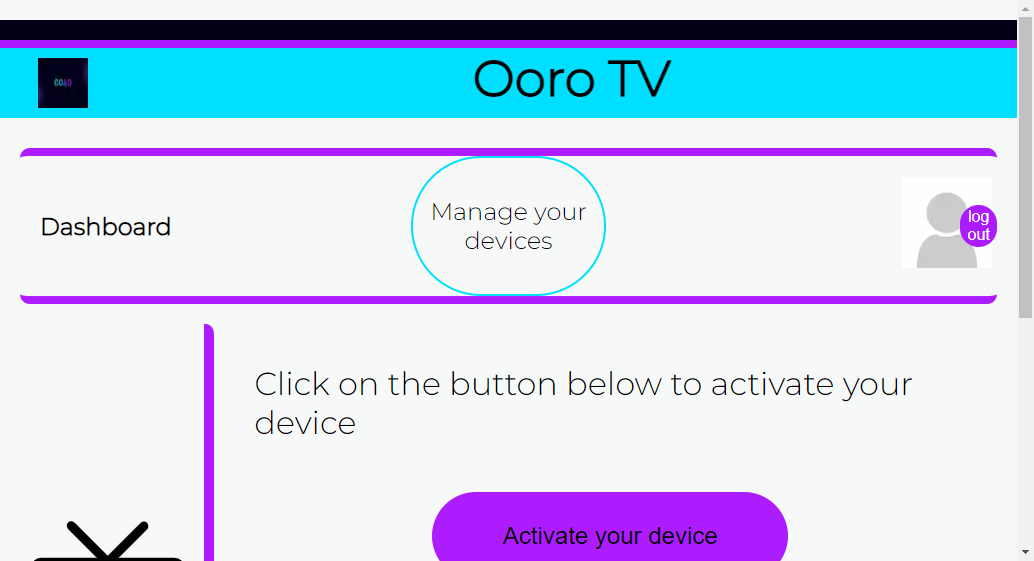 OORO
Ooro TV
Dashboard
Manage your
devices
log
out
Click on the button below to activate your
device
Activate your device